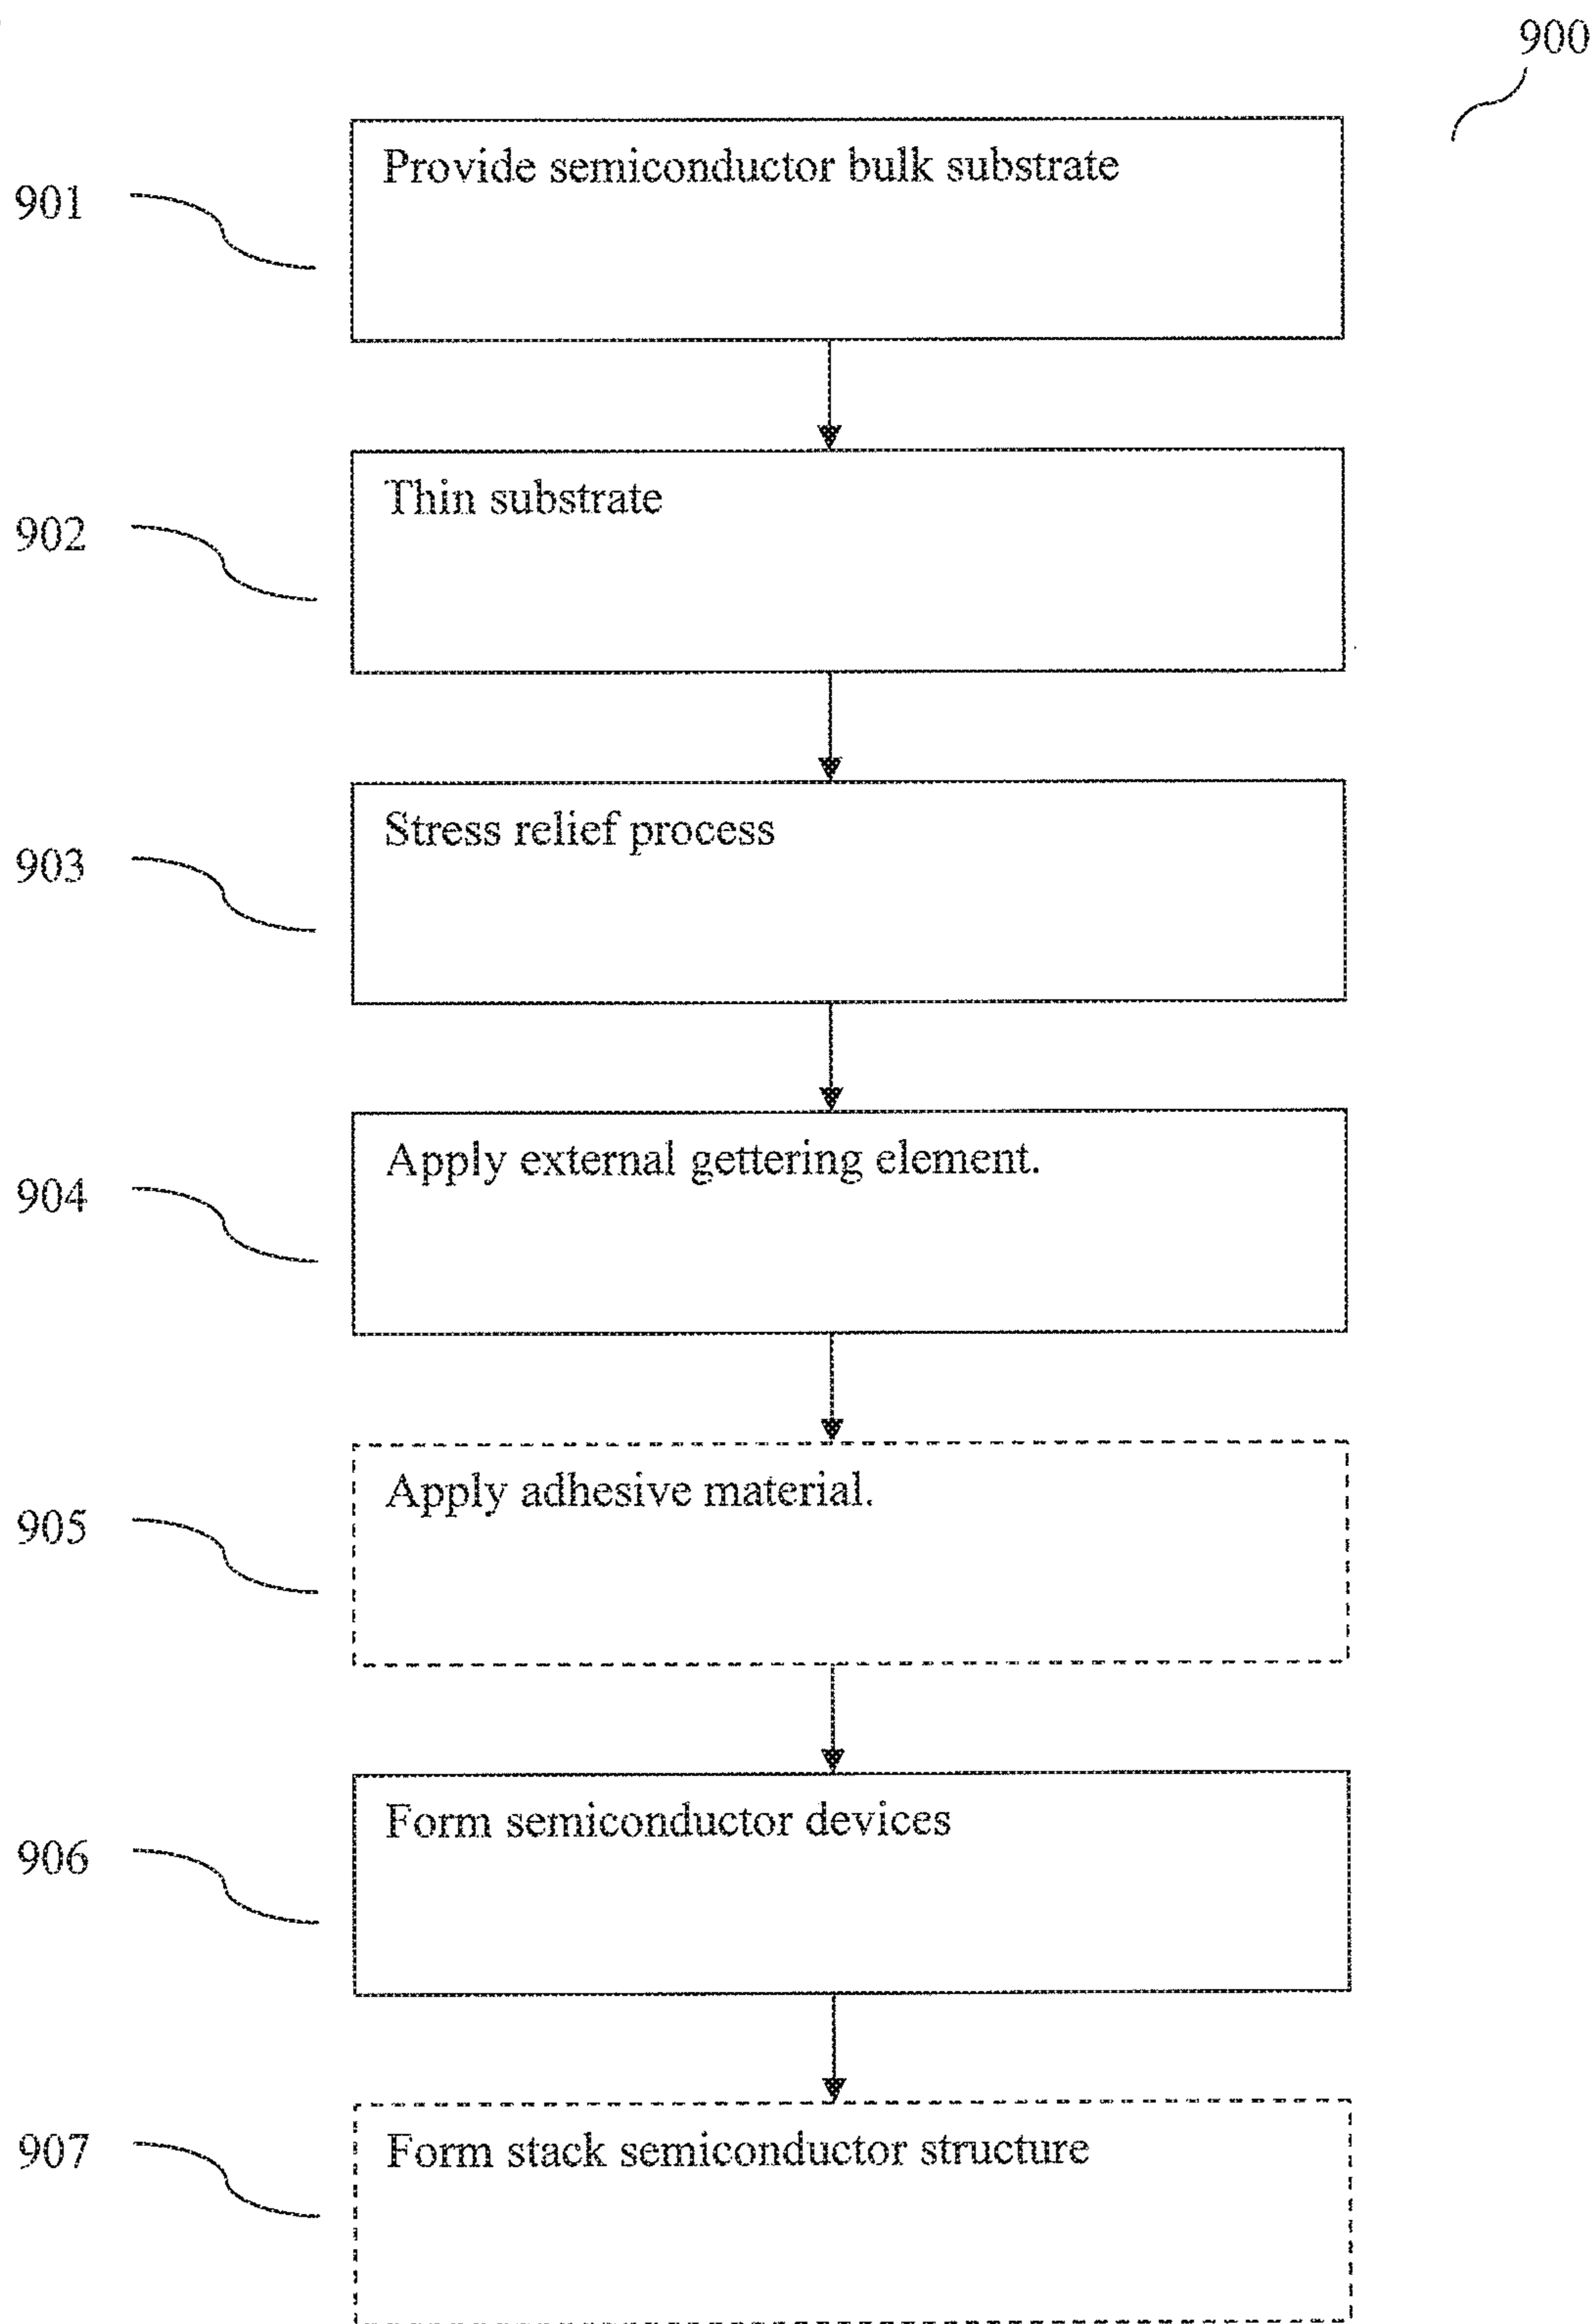 900
901
Provide semiconductor bulk substrate
902
Thin substrate
903
Stress relief process
904
Apply external gettering element.
905
Apply adhesive material.
906
Form semiconductor devices
907
Form stack semiconductor structure